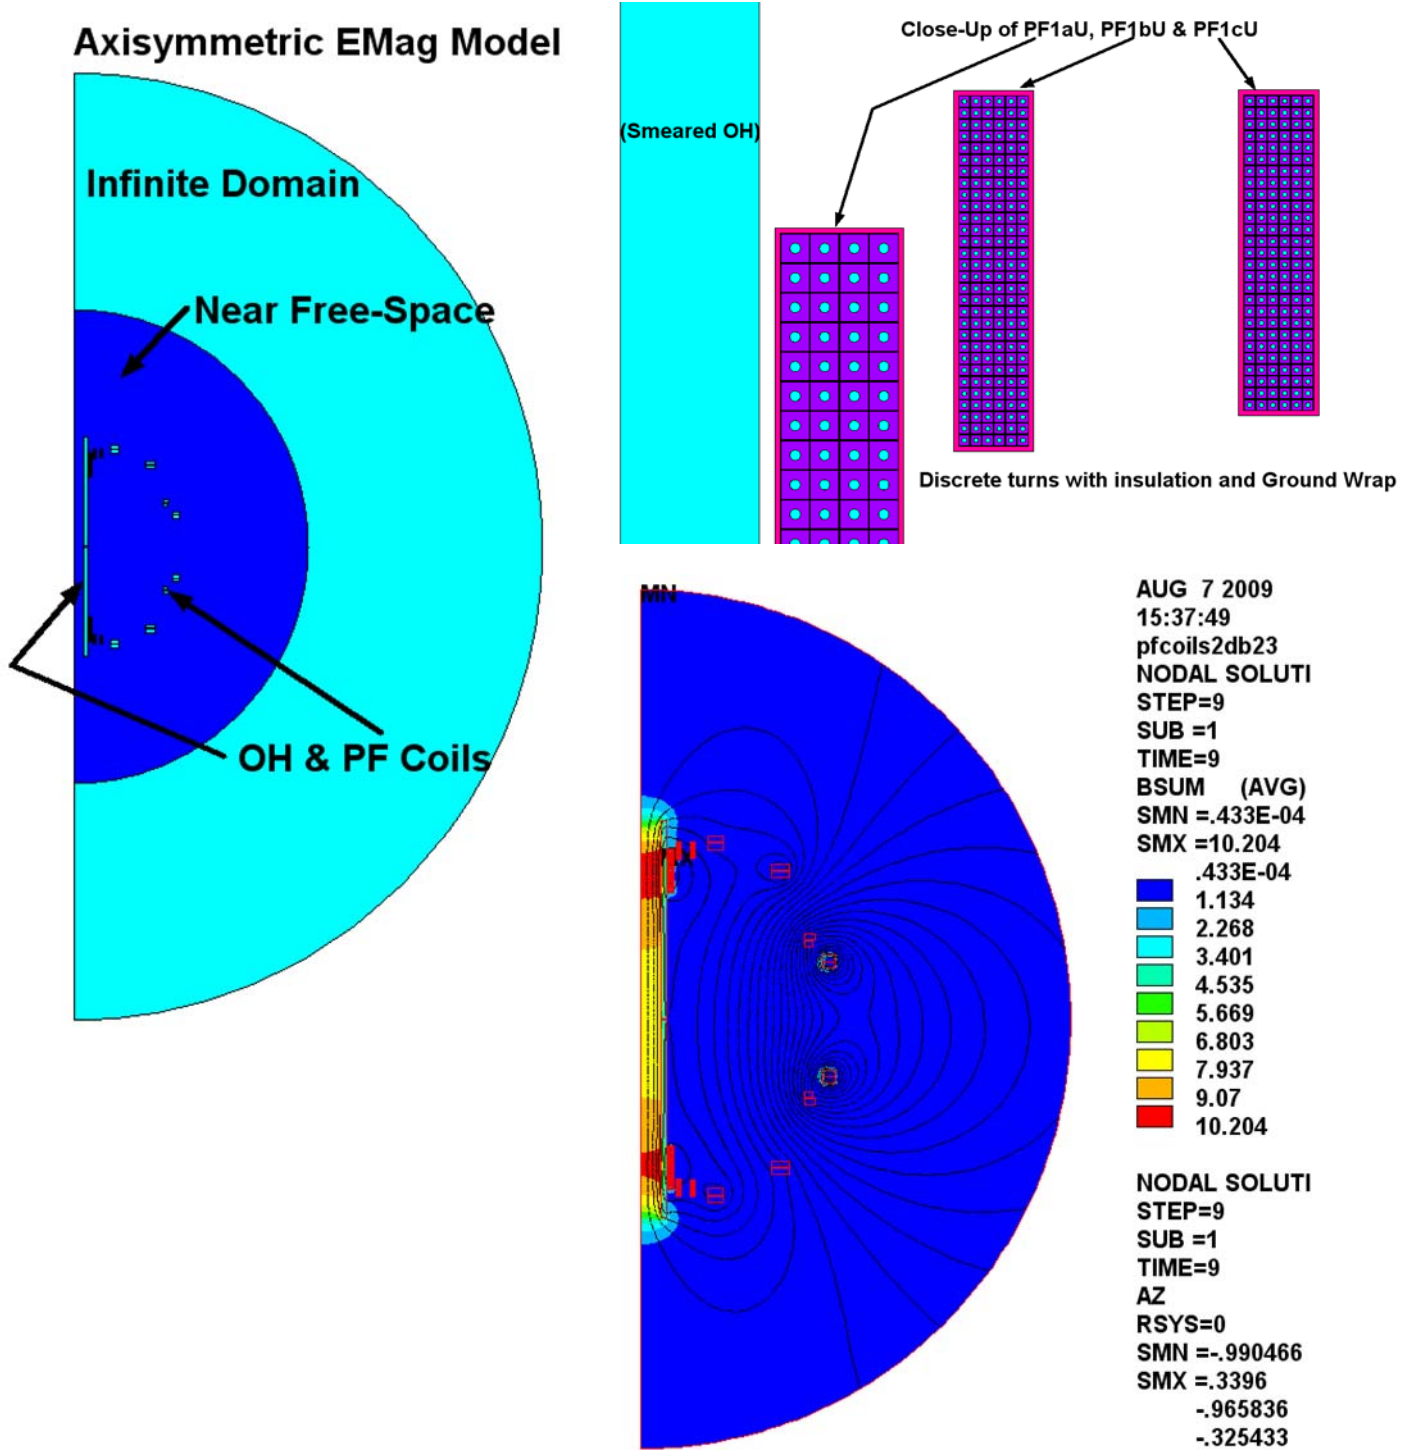 Axisymmetric EMag Model
Infinite Domain
Near Free-Space
OH & PF Coils
Close-Up of PF1aU, PF1bU & PF1cU
(Smeared OH)
Discrete turns with insulation and Ground Wrap
MN
AUG 7 2009
15:37:49
pfcoils2db23
NODAL SOLUTI
STEP=9
SUB =1
TIME=9
BSUM (AVG)
SMN =.433E-04
SMX =10.204
.433E-04
1.134
2.268
3.401
4.535
5.669
6.803
7.937
9.07
10.204
NODAL SOLUTI
STEP=9
SUB =1
TIME=9
AZ
RSYS=0
SMN =-.990466
SMX =.3396
-.965836
-.325433